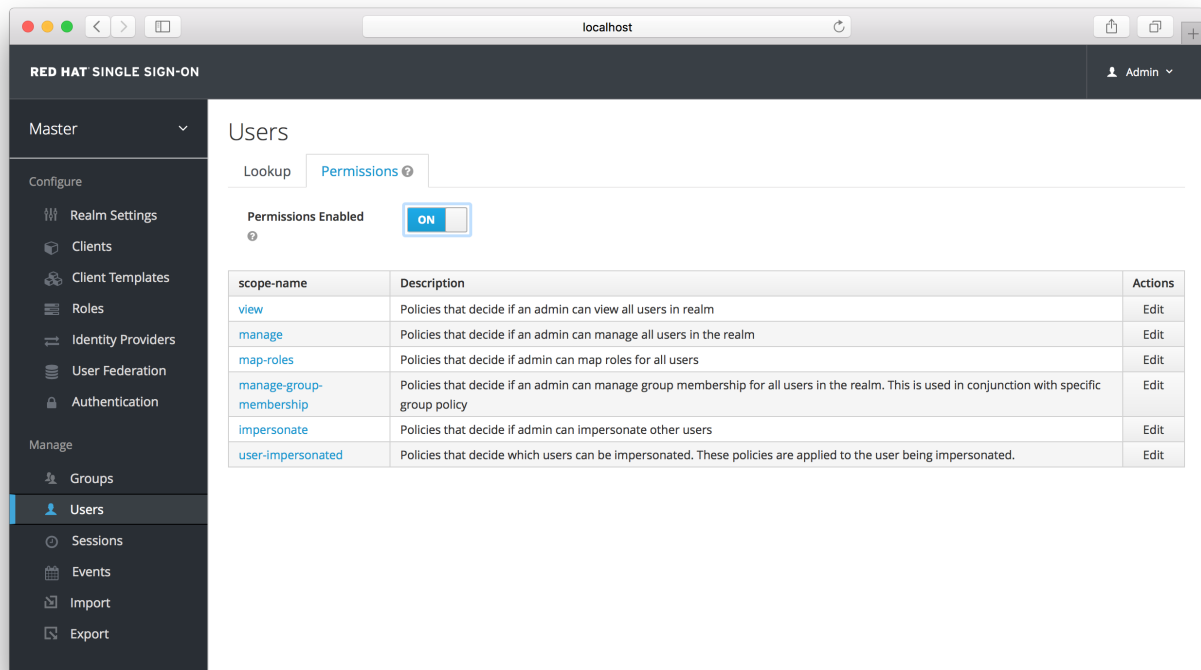 localhost
RED HAT SINGLE SIGN-ON
Admin
Master
Configure
Realm Settings
Clients
Client Templates
Roles
Identity Providers
User Federation
Authentication
Manage
Groups
Users
Sessions
Events
Import
Export
Users
Lookup
Permissions
Permissions Enabled
ON
scope-name Description Actions
view Policies that decide if an admin can view all users in realm Edit
manage Policies that decide if an admin can manage all users in the realm Edit
map-roles Policies that decide if admin can map roles for all users Edit
manage-group- Policies that decide if an admin can manage group membership for all users in the realm. This is used in conjunction with specific Edit
membership group policy
impersonate Policies that decide if admin can impersonate other users Edit
user-impersonated Policies that decide which users can be impersonated. These policies are applied to the user being impersonated. Edit